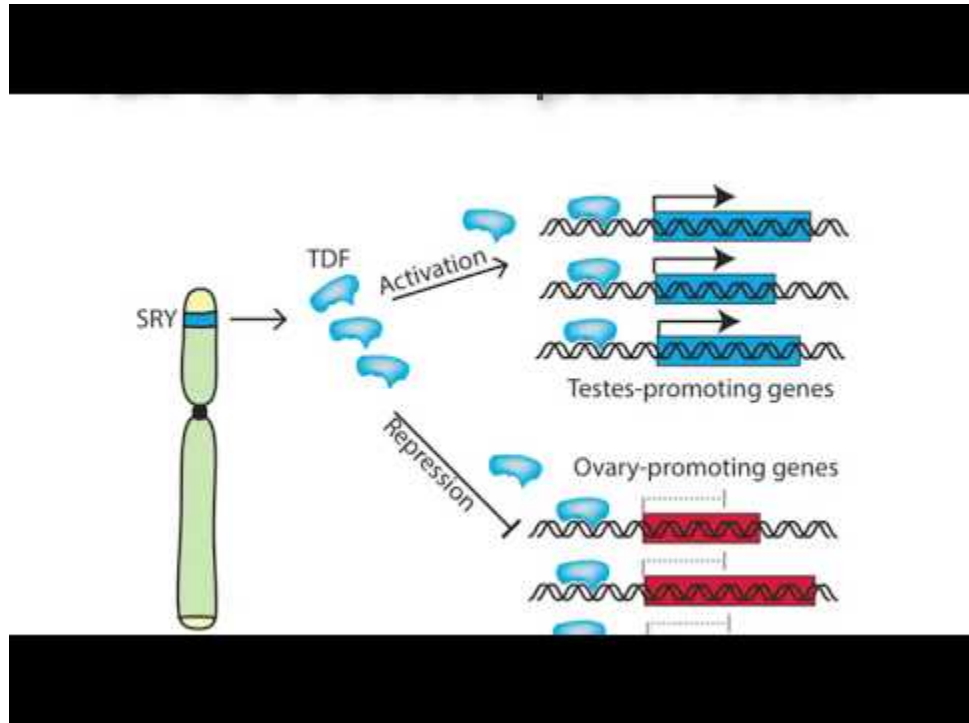 TDF
Activation
SRY
Testes-promoting genes
Repression
Ovary-promoting genes